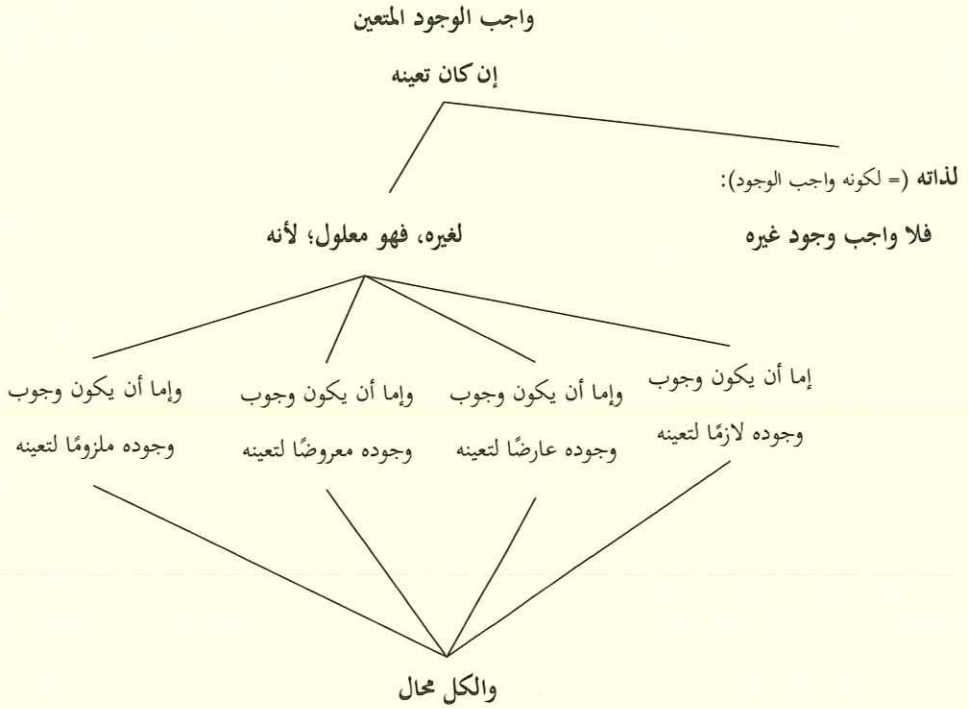 واجب الوجود المتعين
إن كان تعينه
لذاته (= لكونه واجب الوجود):
فلا واجب وجود غيره
لغيره، فهو معلول؛ لأنه
إما أن يكون وجوب
وجوده لازمًا لتعينه
وإما أن يكون وجوب
وجوده عارضًا لتعينه
وإما أن يكون وجوب
وجوده معروضًا لتعينه
وإما أن يكون وجوب
وجوده ملزومًا لتعينه
والكل محال